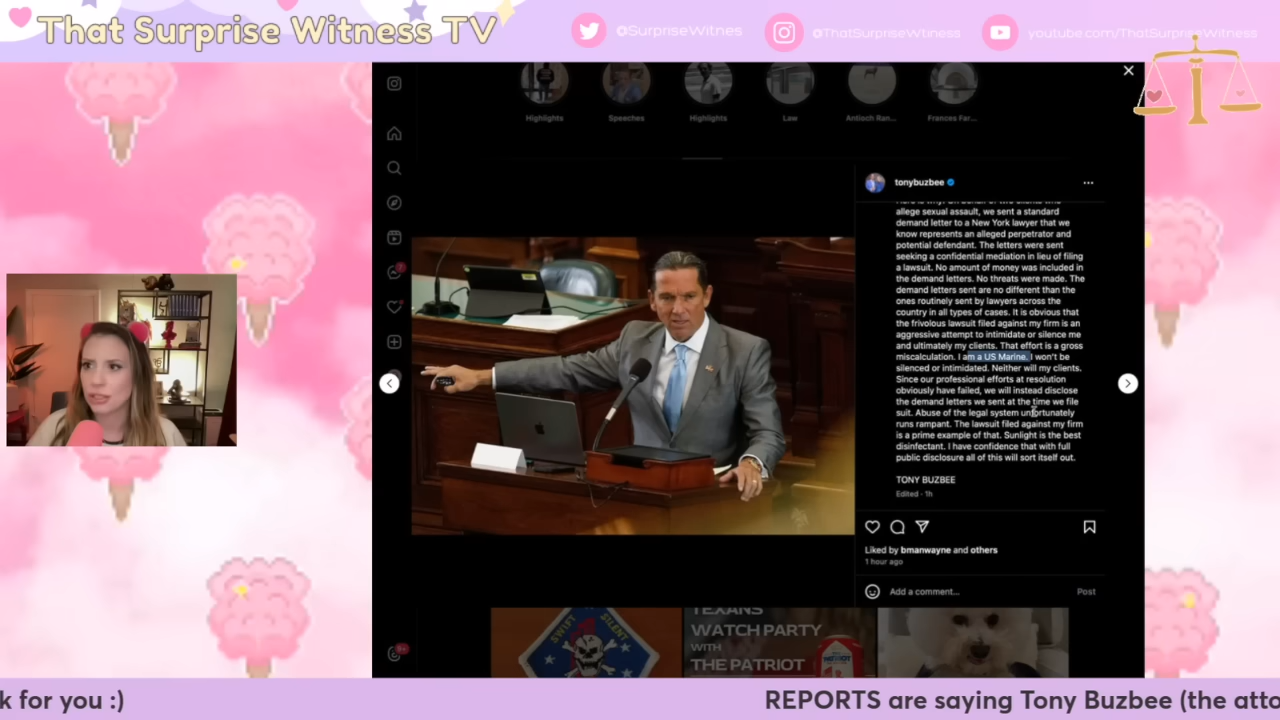 That Surprise Witness TV
@SurpriseWitnes
@ThatSurpriseWtiness
youtube.com/ThatSurpriseWitness
Highlights
Speeches
Highlights
Law
Antioch Ran...
Frances Far...
tonybuzbee
allege sexual assault, we sent a standard
demand letter to a New York lawyer that we
know represents an alleged perpetrator and
potential defendant. The letters were sent
seeking a confidential mediation in lieu of filing
a lawsuit. No amount of money was included in
the demand letters. No threats were made. The
demand letters sent are no different than the
ones routinely sent by lawyers across the
country in all types of cases. It is obvious that
the frivolous lawsuit filed against my firm is an
aggressive attempt to intimidate or silence me
and ultimately my clients. That effort is a gross
miscalculation. I am a US Marine. I won't be
silenced or intimidated. Neither will my clients.
Since our professional efforts at resolution
obviously have failed, we will instead disclose
the demand letters we sent at the time we file
suit. Abuse of the legal system unfortunately
runs rampant. The lawsuit filed against my firm
is a prime example of that. Sunlight is the best
disinfectant. I have confidence that with full
public disclosure all of this will sort itself out.
TONY BUZBEE
Edited · 1h
Liked by bmanwayne and others
1 hour ago
Add a comment...
Post
SWIFT SILENT
TEXANS
WATCH PARTY
WITH
THE PATRIOT
k for you :)
REPORTS are saying Tony Buzbee (the atto